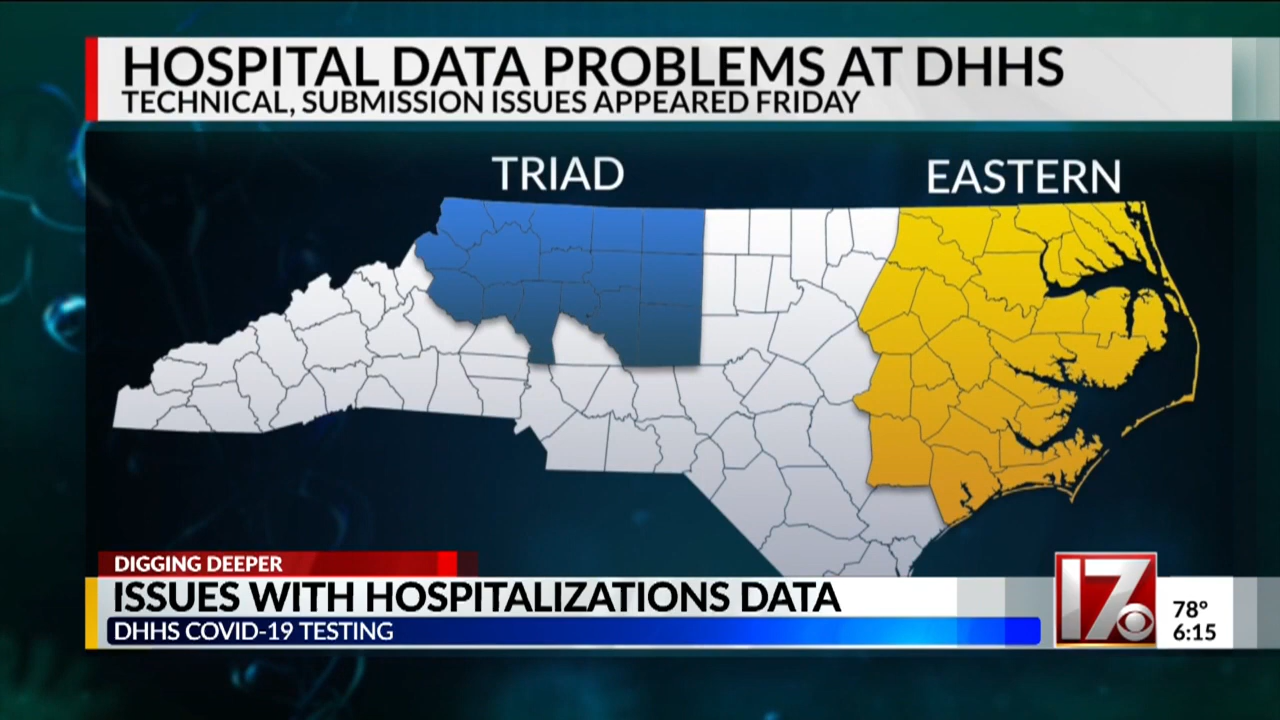 HOSPITAL DATA PROBLEMS AT DHHS
TECHNICAL, SUBMISSION ISSUES APPEARED FRIDAY
TRIAD
EASTERN
DIGGING DEEPER
ISSUES WITH HOSPITALIZATIONS DATA
DHHS COVID-19 TESTING
17
78°
6:15